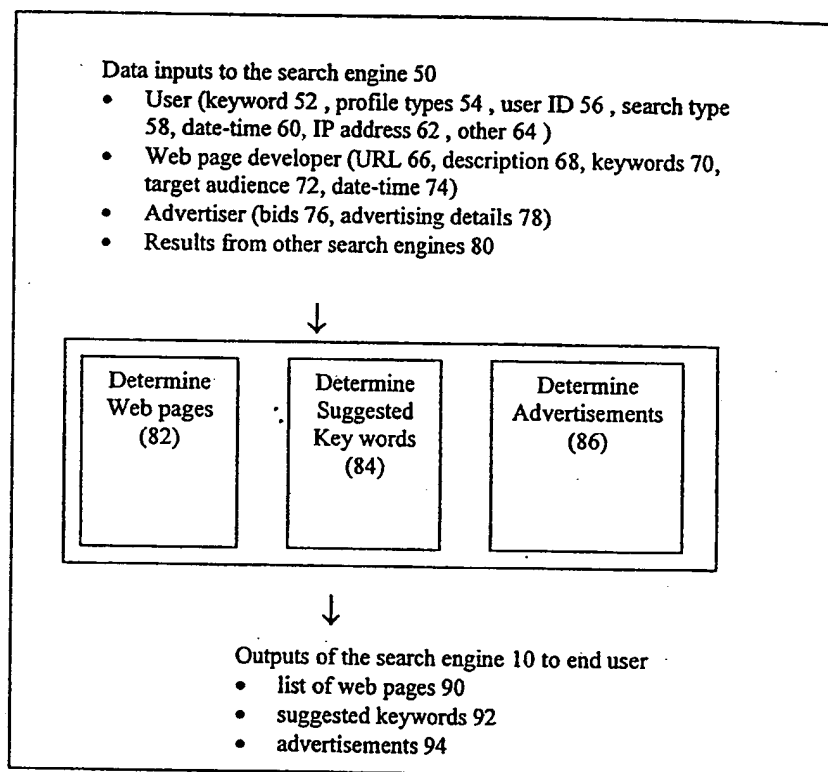 Data inputs to the search engine 50
• User (keyword 52 , profile types 54 , user ID 56 , search type
58, date-time 60, IP address 62 , other 64 )
• Web page developer (URL 66, description 68, keywords 70,
target audience 72, date-time 74)
• Advertiser (bids 76, advertising details 78)
• Results from other search engines 80
↓
Determine
Web pages
(82)
Determine
Suggested
Key words
(84)
Determine
Advertisements
(86)
↓
Outputs of the search engine 10 to end user
• list of web pages 90
• suggested keywords 92
• advertisements 94